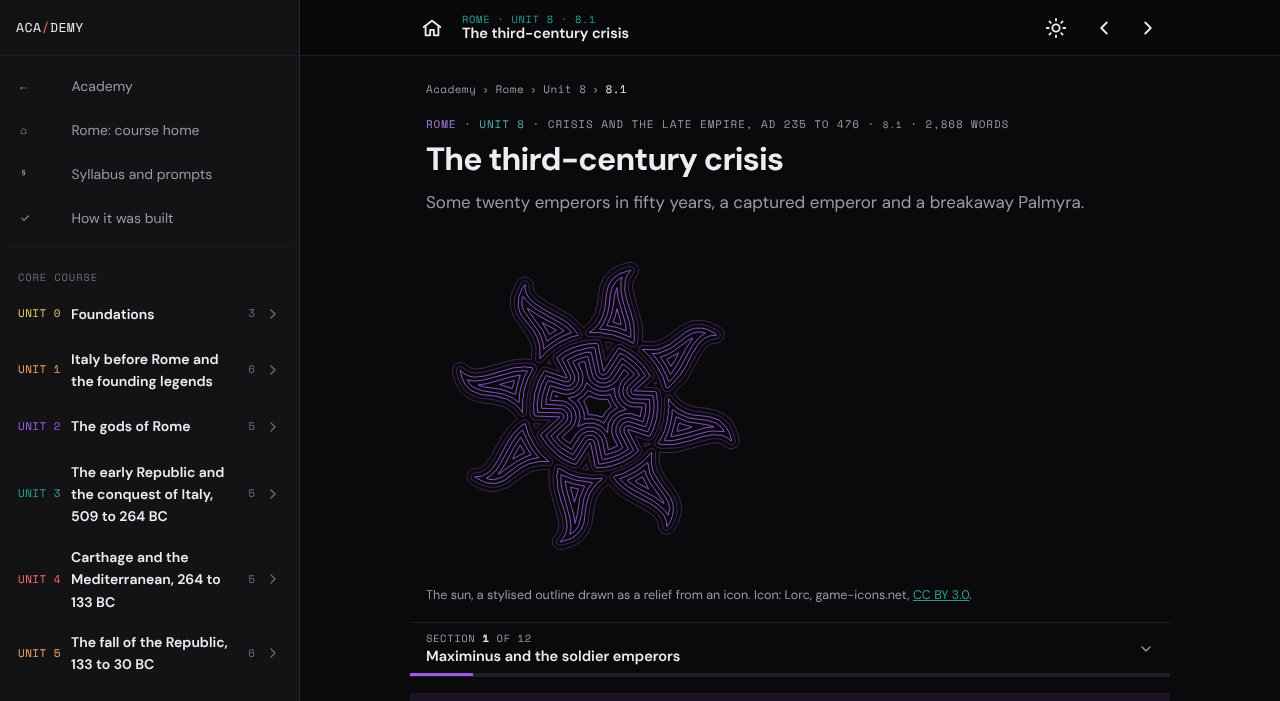 ACA/DEMY
← Academy
⌂ Rome: course home
§ Syllabus and prompts
✓ How it was built
CORE COURSE
UNIT 0 Foundations 3
UNIT 1 Italy before Rome and
the founding legends 6
UNIT 2 The gods of Rome 5
UNIT 3 The early Republic and
the conquest of Italy,
509 to 264 BC 5
UNIT 4 Carthage and the
Mediterranean, 264 to
133 BC 5
UNIT 5 The fall of the Republic,
133 to 30 BC 6
ROME · UNIT 8 · 8.1
The third-century crisis
Academy › Rome › Unit 8 › 8.1
ROME · UNIT 8 · CRISIS AND THE LATE EMPIRE, AD 235 TO 476 · 8.1 · 2,868 WORDS
The third-century crisis
Some twenty emperors in fifty years, a captured emperor and a breakaway Palmyra.
The sun, a stylised outline drawn as a relief from an icon. Icon: Lorc, game-icons.net, CC BY 3.0.
SECTION 1 OF 12
Maximinus and the soldier emperors